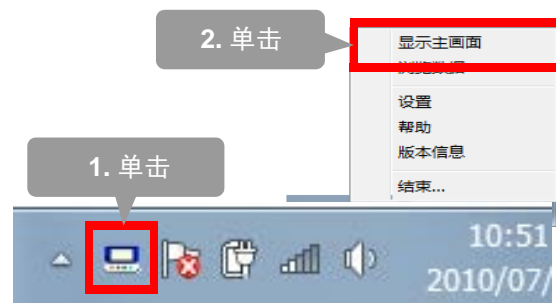 2. 单击
显示主画面
设置
帮助
版本信息
结束...
1. 单击
10:51
2010/07/